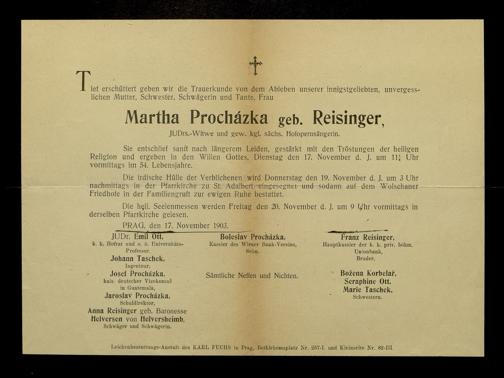 Tief erschüttert geben wir die Trauerkunde von dem Ableben unserer innigstgeliebten, unvergess-
lichen Mutter, Schwester, Schwägerin und Tante, Frau
Martha Procházka geb. Reisinger,
JUDrs.-Witwe und gew. kgl. sächs. Hofopernsängerin.
Sie entschlief sanft nach längerem Leiden, gestärkt mit den Tröstungen der heiligen
Religion und ergeben in den Willen Gottes, Dienstag den 17. November d. J. um 11¼ Uhr
vormittags im 54. Lebensjahre.
Die irdische Hülle der Verblichenen wird Donnerstag den 19. November d. J. um 3 Uhr
nachmittags in der Pfarrkirche zu St. Adalbert eingesegnet und sodann auf dem Wolschaner
Friedhofe in der Familiengruft zur ewigen Ruhe bestattet.
Die hgil. Seelenmessen werden Freitag den 20. November d. J. um 9 Uhr vormittags in
derselben Pfarrkirche gelesen.
PRAG, den 17. November 1903.
JUDr. Emil Ott,
k. k. Hofrat und o. ö. Universitäts-
Professor.
Johann Taschek,
Ingenieur.
Josef Procházka,
kais. deutscher Vizekonsul
in Guatemala,
Jaroslav Procházka,
Schuldirektor,
Anna Reisinger geb. Baronesse
Helversen von Helversheimb,
Schwäger und Schwägerin.
Boleslav Procházka,
Kassier des Wiener Bank-Vereins,
Sohn.
Sämtliche Neffen und Nichten.
Franz Reisinger,
Hauptkassier der k. k. priv. böhm.
Unionbank,
Bruder.
Božena Korbelař,
Seraphine Ott,
Marie Taschek,
Schwestern.
Leichenbestattungs-Anstalt des KARL FUCHS in Prag, Bethlehemsplatz Nr. 257-I. und Kleinseite Nr. 82-III.